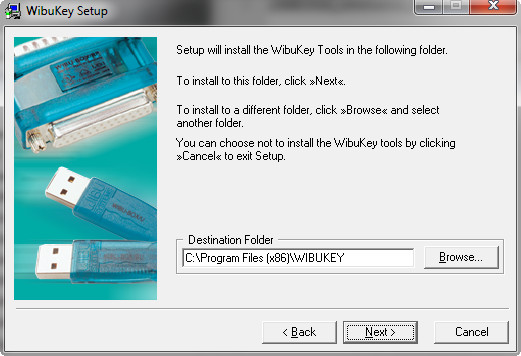 WibuKey Setup
Setup will install the WibuKey Tools in the following folder.
To install to this folder, click »Next«.
To install to a different folder, click »Browse« and select
another folder.
You can choose not to install the WibuKey tools by clicking
»Cancel« to exit Setup.
Destination Folder
C:\Program Files (x86)\WIBUKEY
Browse...
< Back
Next >
Cancel